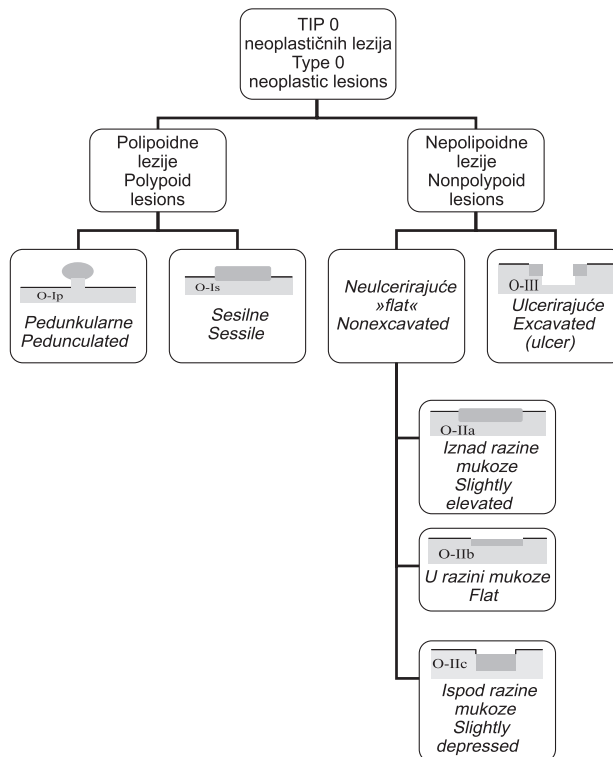 TIP 0
neoplastičnih lezija
Type 0
neoplastic lesions
Polipoidne
lezije
Polypoid
lesions
Nepolipoidne
lezije
Nonpolypoid
lesions
O-Ip
Pedunkularne
Pedunculated
O-Is
Sesilne
Sessile
Neulcerirajuće
»flat«
Nonexcavated
O-III
Ulcerirajuće
Excavated
(ulcer)
O-IIa
Iznad razine
mukoze
Slightly
elevated
O-IIb
U razini mukoze
Flat
O-IIc
Ispod razine
mukoze
Slightly
depressed